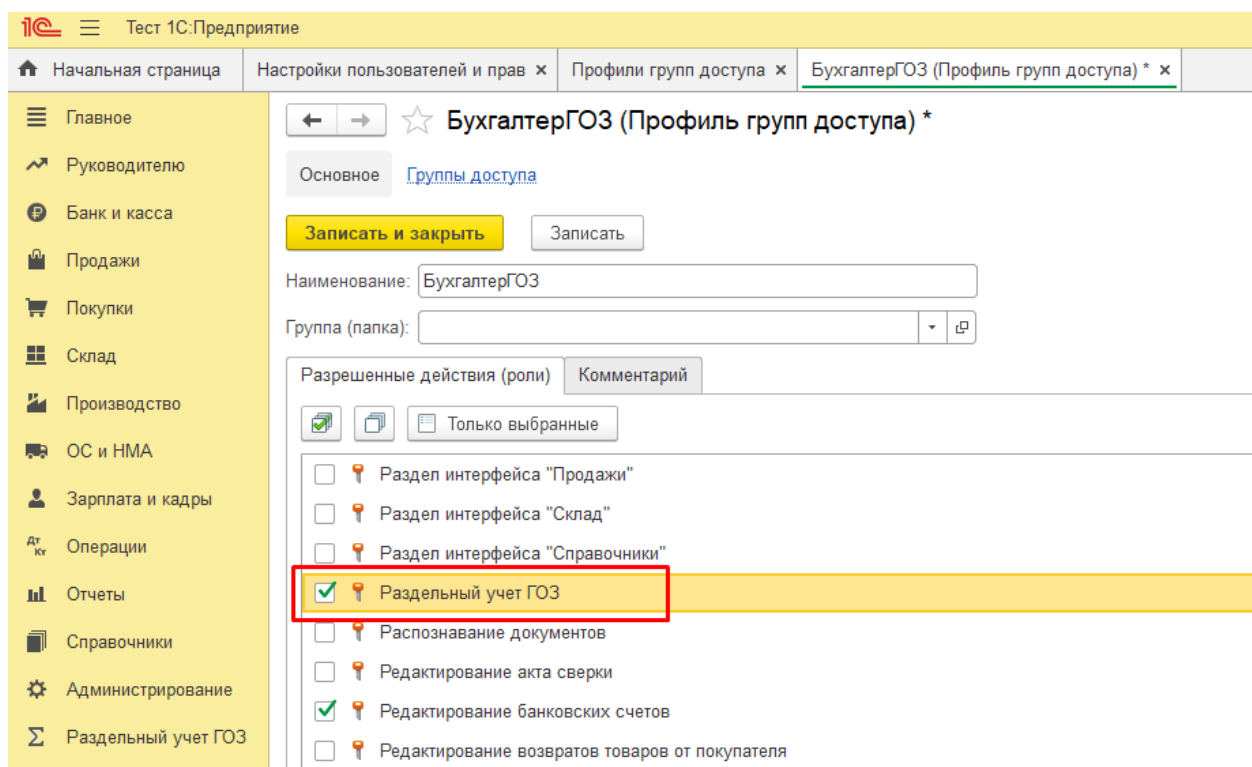 1С Тест 1С:Предприятие
Начальная страница
Настройки пользователей и прав ×
Профили групп доступа ×
БухгалтерГОЗ (Профиль групп доступа) * ×
Главное
Руководителю
Банк и касса
Продажи
Покупки
Склад
Производство
ОС и НМА
Зарплата и кадры
Дт
Кт
Операции
Отчеты
Справочники
Администрирование
Раздельный учет ГОЗ
БухгалтерГОЗ (Профиль групп доступа) *
Основное Группы доступа
Записать и закрыть Записать
Наименование: БухгалтерГОЗ
Группа (папка):
Разрешенные действия (роли) Комментарий
Только выбранные
Раздел интерфейса "Продажи"
Раздел интерфейса "Склад"
Раздел интерфейса "Справочники"
Раздельный учет ГОЗ
Распознавание документов
Редактирование акта сверки
Редактирование банковских счетов
Редактирование возвратов товаров от покупателя